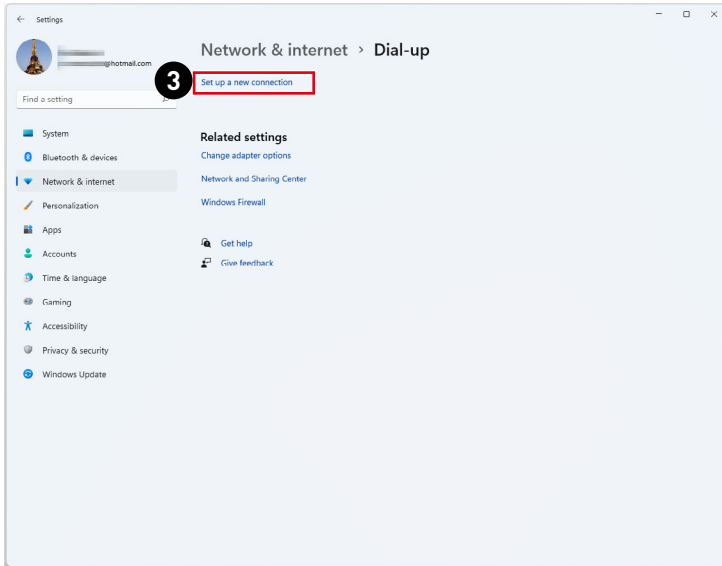 Settings
@hotmail.com
Find a setting
System
Bluetooth & devices
Network & internet
Personalization
Apps
Accounts
Time & language
Gaming
Accessibility
Privacy & security
Windows Update
Network & internet > Dial-up
3
Set up a new connection
Related settings
Change adapter options
Network and Sharing Center
Windows Firewall
Get help
Give feedback